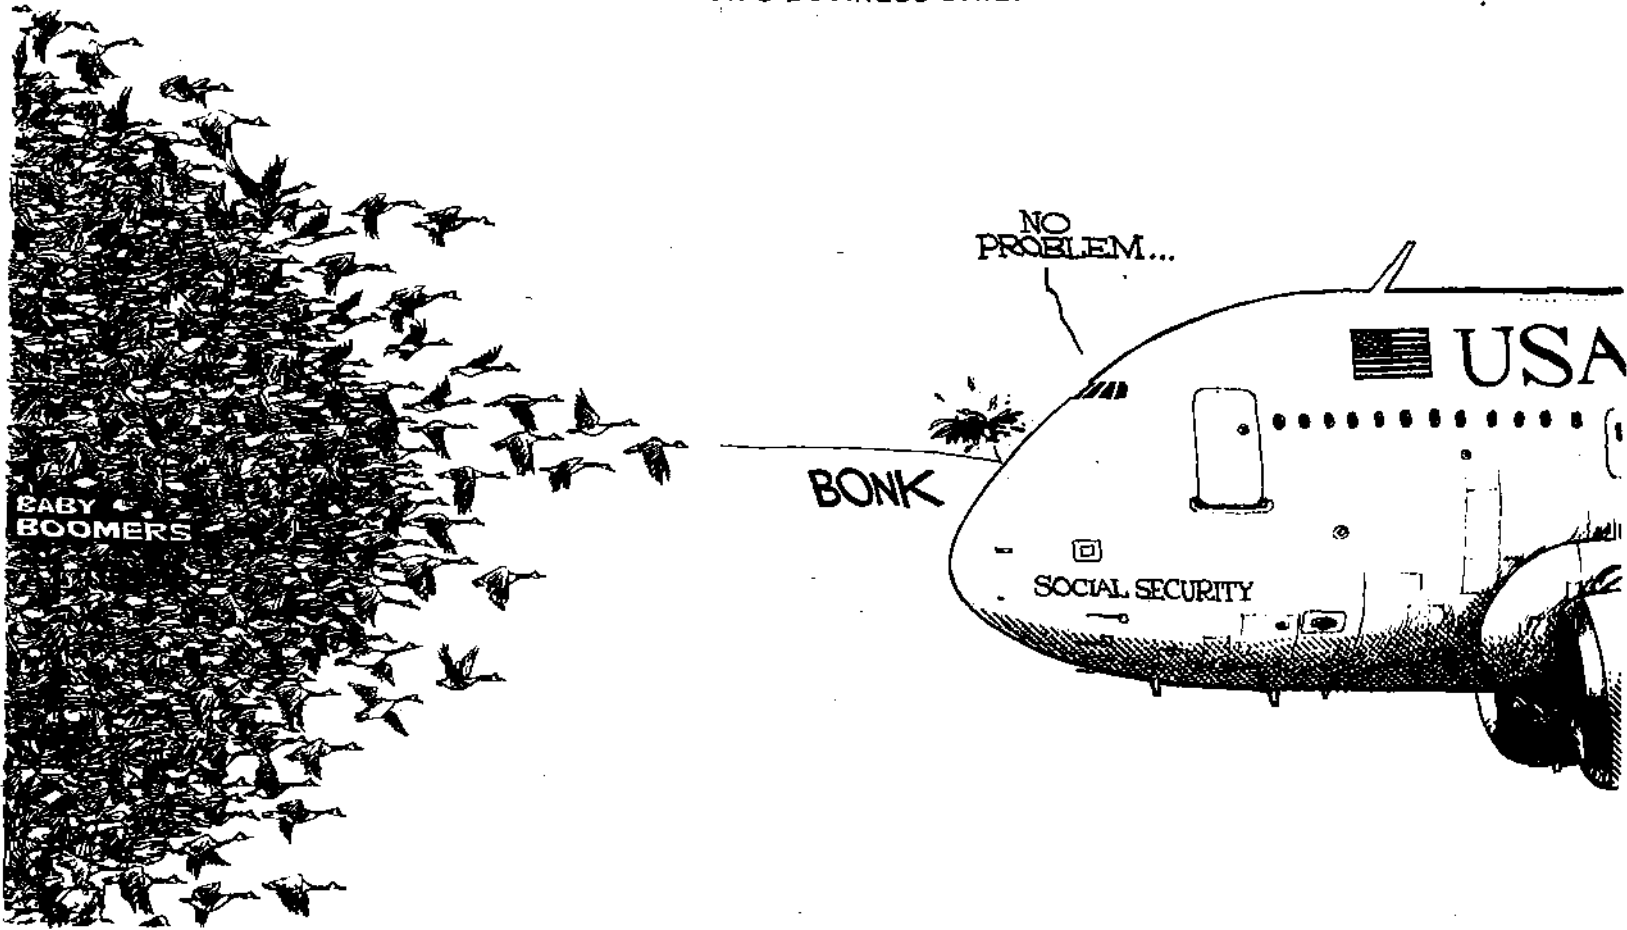 NO
PROBLEM...
USA
BONK
BABY
BOOMERS
SOCIAL SECURITY